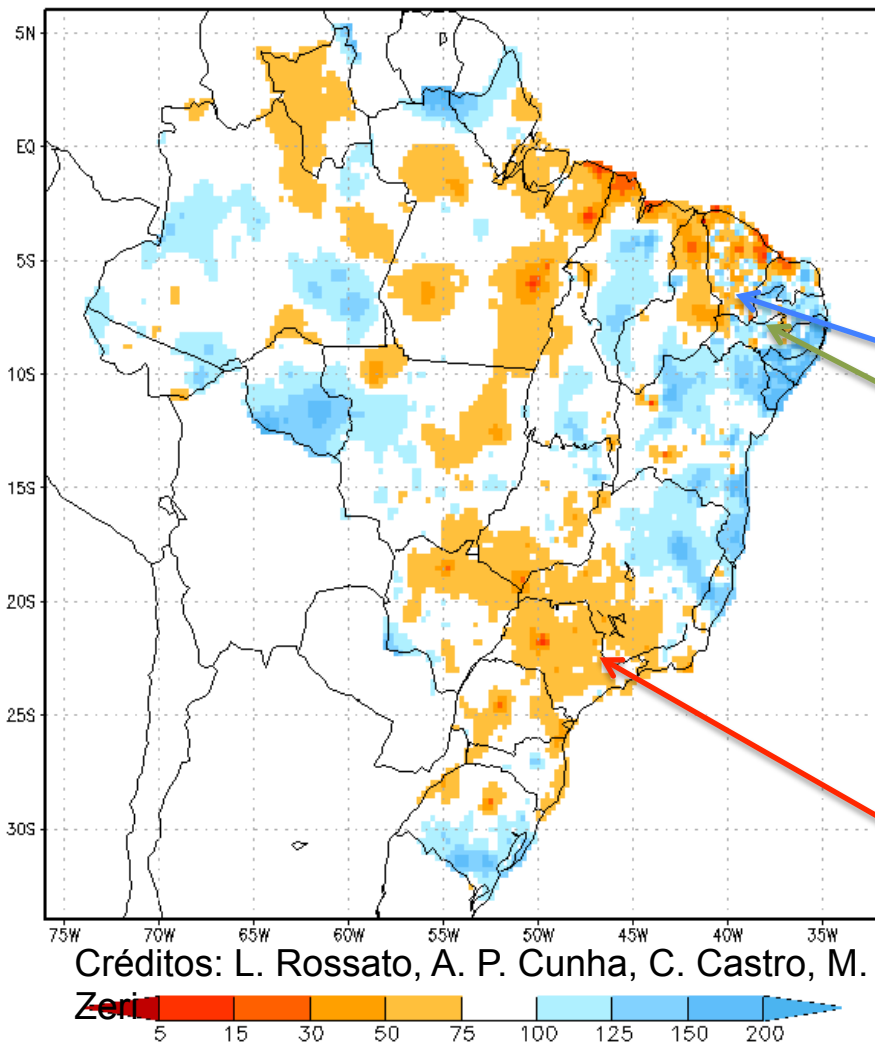 5N
EQ
5S
10S
15S
20S
25S
30S
75W 70W 65W 60W 55W 50W 45W 40W 35W
Créditos: L. Rossato, A. P. Cunha, C. Castro, M.
Zeri
5 15 30 50 75 100 125 150 200